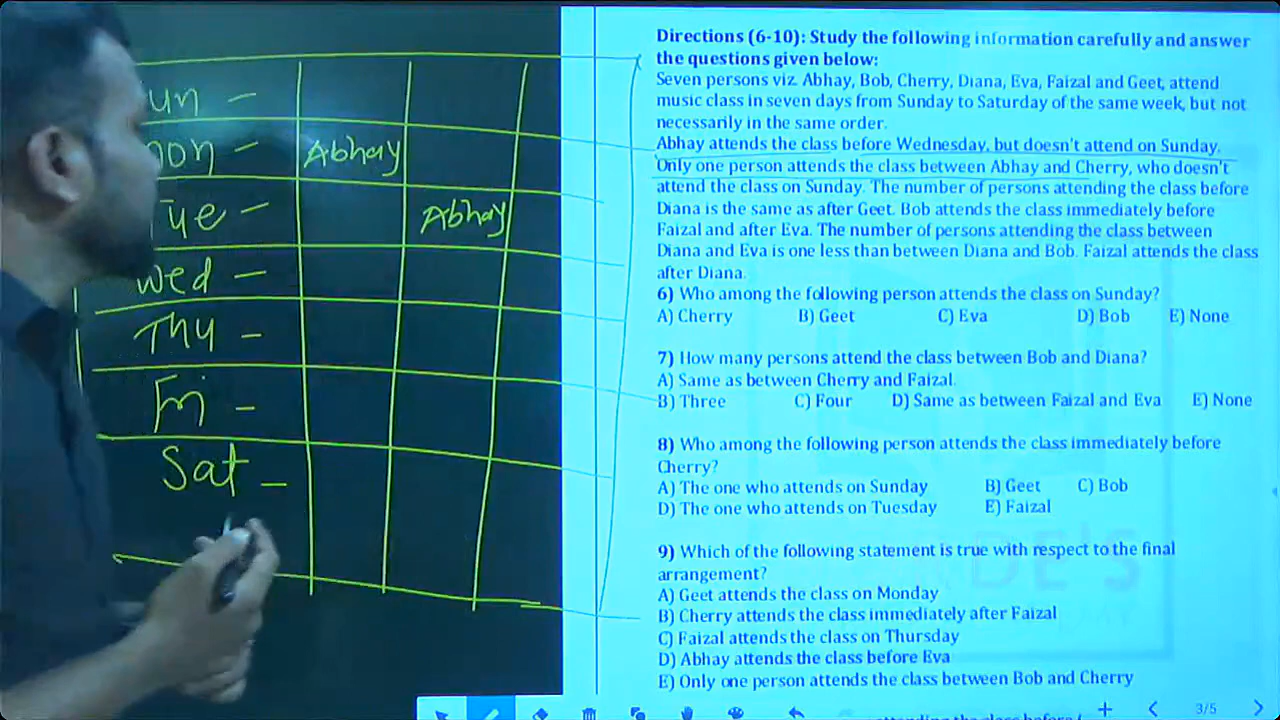 un -
mon - Abhay
Tue - Abhay
Wed -
Thu -
Fri -
Sat -
Directions (6-10): Study the following information carefully and answer
the questions given below:
Seven persons viz. Abhay, Bob, Cherry, Diana, Eva, Faizal and Geet, attend
music class in seven days from Sunday to Saturday of the same week, but not
necessarily in the same order.
Abhay attends the class before Wednesday, but doesn't attend on Sunday.
Only one person attends the class between Abhay and Cherry, who doesn't
attend the class on Sunday. The number of persons attending the class before
Diana is the same as after Geet. Bob attends the class immediately before
Faizal and after Eva. The number of persons attending the class between
Diana and Eva is one less than between Diana and Bob. Faizal attends the class
after Diana.
6) Who among the following person attends the class on Sunday?
A) Cherry B) Geet C) Eva D) Bob E) None
7) How many persons attend the class between Bob and Diana?
A) Same as between Cherry and Faizal.
B) Three C) Four D) Same as between Faizal and Eva E) None
8) Who among the following person attends the class immediately before
Cherry?
A) The one who attends on Sunday B) Geet C) Bob
D) The one who attends on Tuesday E) Faizal
9) Which of the following statement is true with respect to the final
arrangement?
A) Geet attends the class on Monday
B) Cherry attends the class immediately after Faizal
C) Faizal attends the class on Thursday
D) Abhay attends the class before Eva
E) Only one person attends the class between Bob and Cherry
3/5